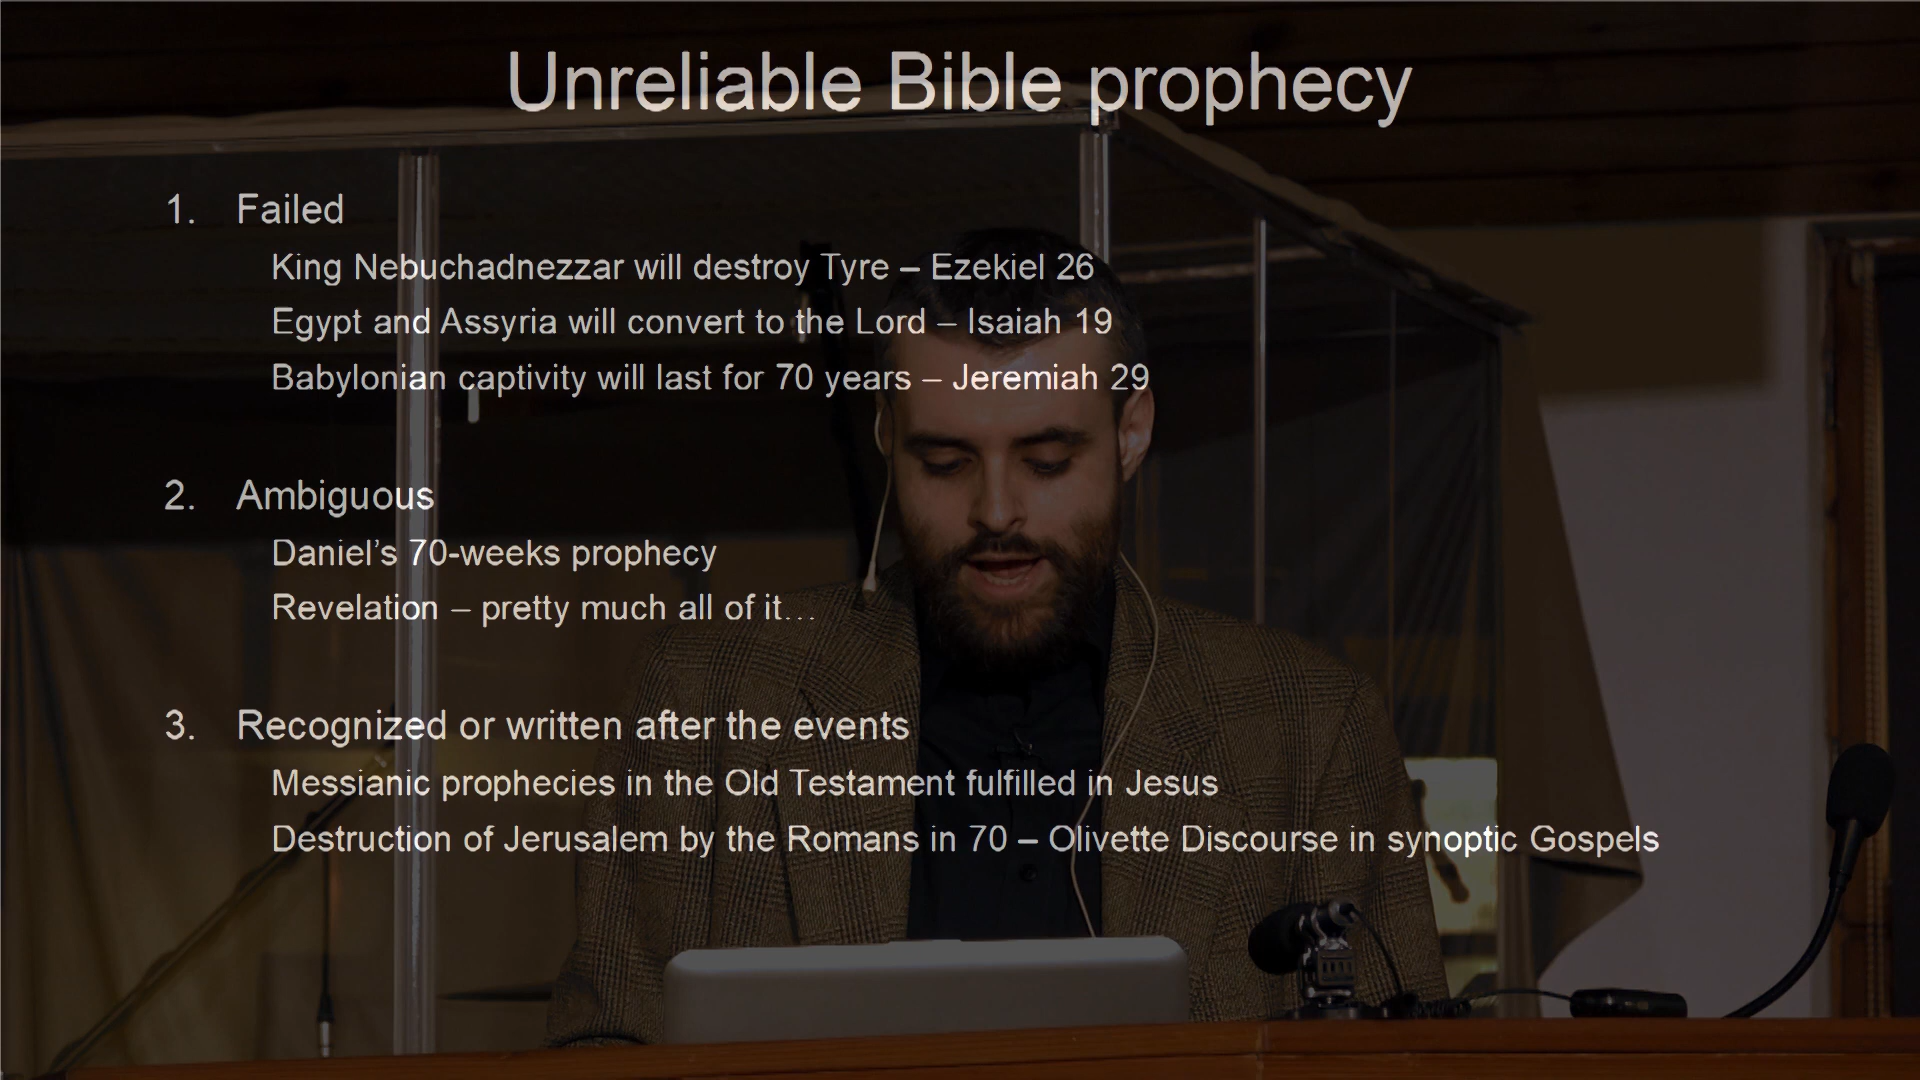 Unreliable Bible prophecy
1. Failed
King Nebuchadnezzar will destroy Tyre – Ezekiel 26
Egypt and Assyria will convert to the Lord – Isaiah 19
Babylonian captivity will last for 70 years – Jeremiah 29
2. Ambiguous
Daniel’s 70-weeks prophecy
Revelation – pretty much all of it…
3. Recognized or written after the events
Messianic prophecies in the Old Testament fulfilled in Jesus
Destruction of Jerusalem by the Romans in 70 – Olivette Discourse in synoptic Gospels